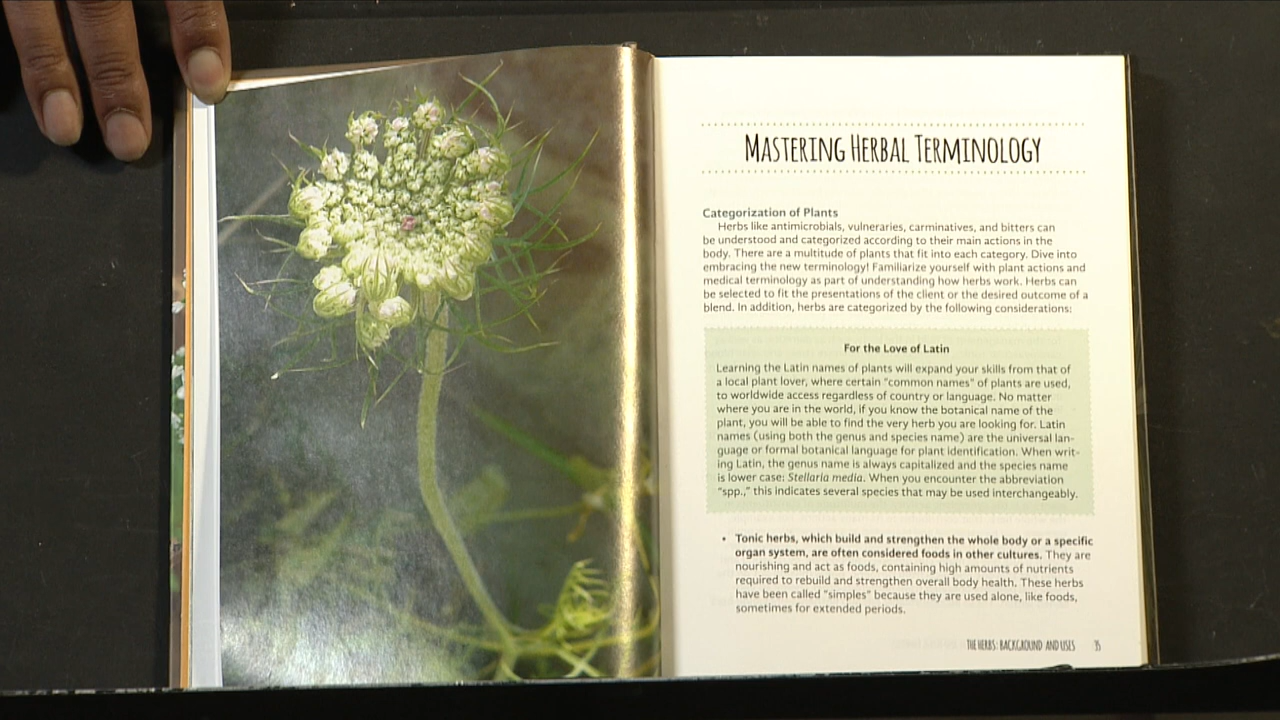 Mastering Herbal Terminology
Categorization of Plants
Herbs like antimicrobials, vulneraries, carminatives, and bitters can
be understood and categorized according to their main actions in the
body. There are a multitude of plants that fit into each category. Dive into
embracing the new terminology! Familiarize yourself with plant actions and
medical terminology as part of understanding how herbs work. Herbs can
be selected to fit the presentations of the client or the desired outcome of a
blend. In addition, herbs are categorized by the following considerations:
For the Love of Latin
Learning the Latin names of plants will expand your skills from that of
a local plant lover, where certain "common names" of plants are used,
to worldwide access regardless of country or language. No matter
where you are in the world, if you know the botanical name of the
plant, you will be able to find the very herb you are looking for. Latin
names (using both the genus and species name) are the universal lan-
guage or formal botanical language for plant identification. When writ-
ing Latin, the genus name is always capitalized and the species name
is lower case: Stellaria media. When you encounter the abbreviation
"spp.," this indicates several species that may be used interchangeably.
• Tonic herbs, which build and strengthen the whole body or a specific
organ system, are often considered foods in other cultures. They are
nourishing and act as foods, containing high amounts of nutrients
required to rebuild and strengthen overall body health. These herbs
have been called "simples" because they are used alone, like foods,
sometimes for extended periods.
The Herbs: Background and Uses 35